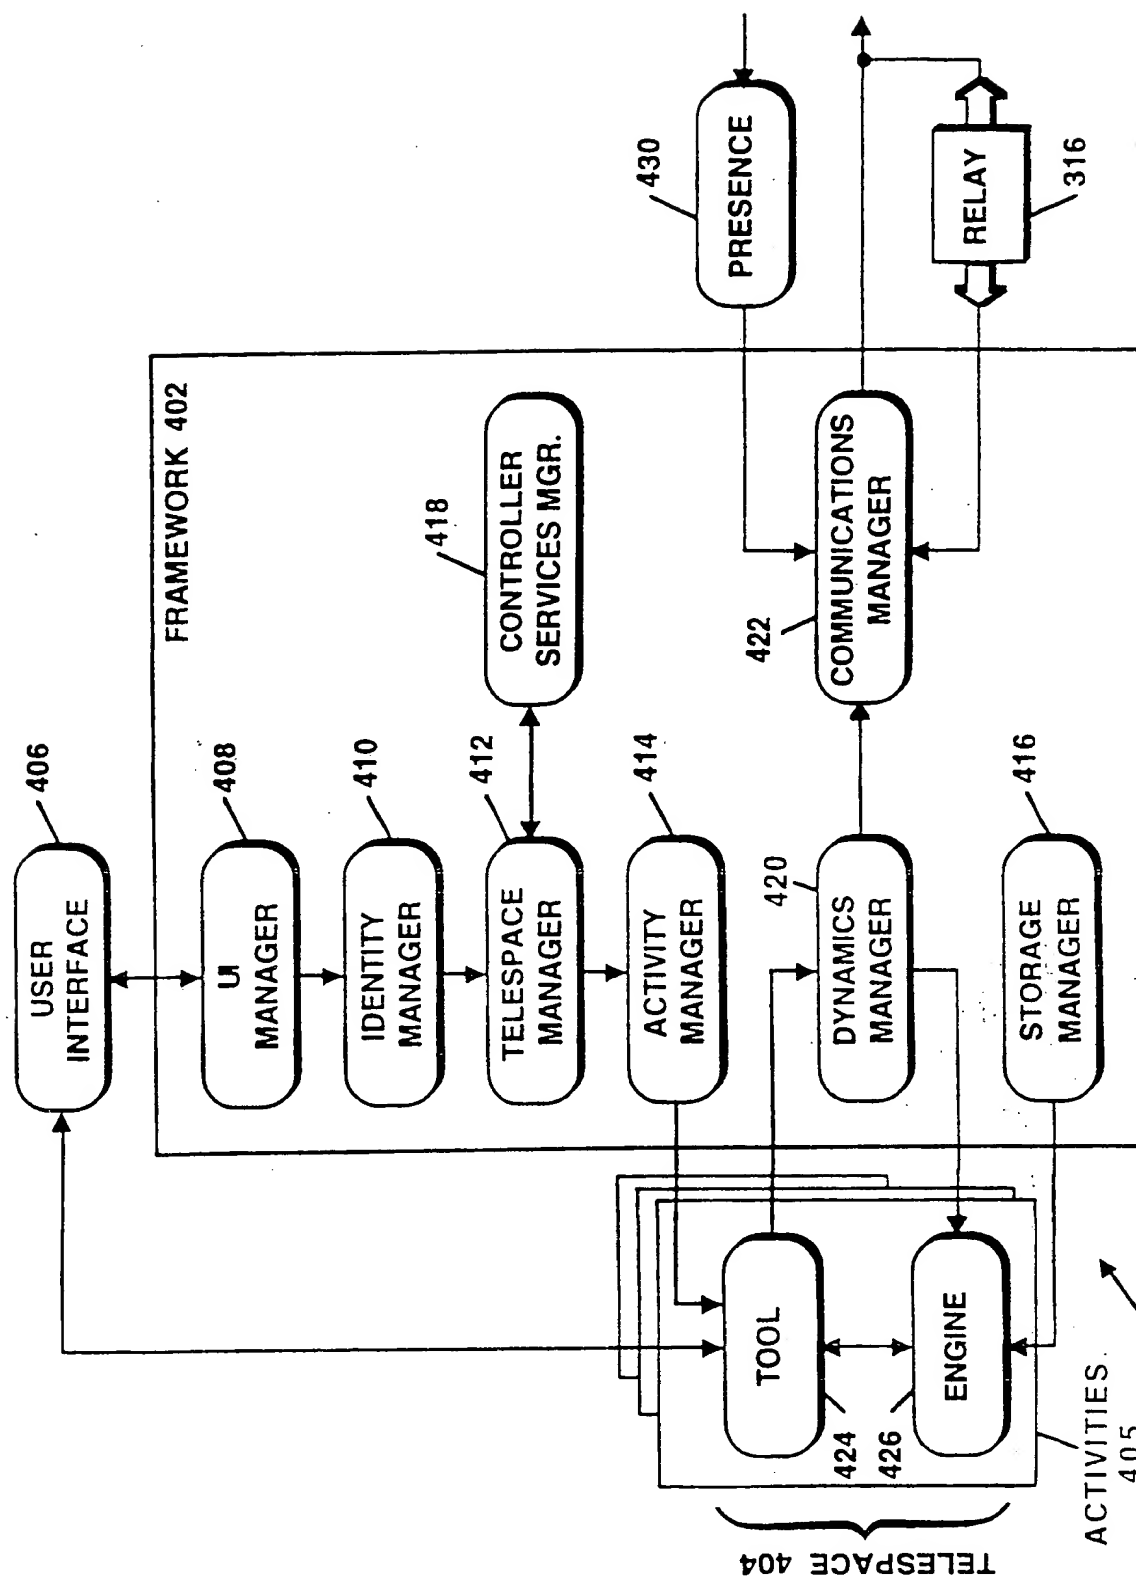 406
USER
INTERFACE
FRAMEWORK 402
408
UI
MANAGER
410
IDENTITY
MANAGER
412
TELESPACE
MANAGER
418
CONTROLLER
SERVICES MGR.
414
ACTIVITY
MANAGER
430
PRESENCE
TELESPACE 404
TOOL
424
420
DYNAMICS
MANAGER
422
COMMUNICATIONS
MANAGER
RELAY
316
426
ENGINE
416
STORAGE
MANAGER
ACTIVITIES
405